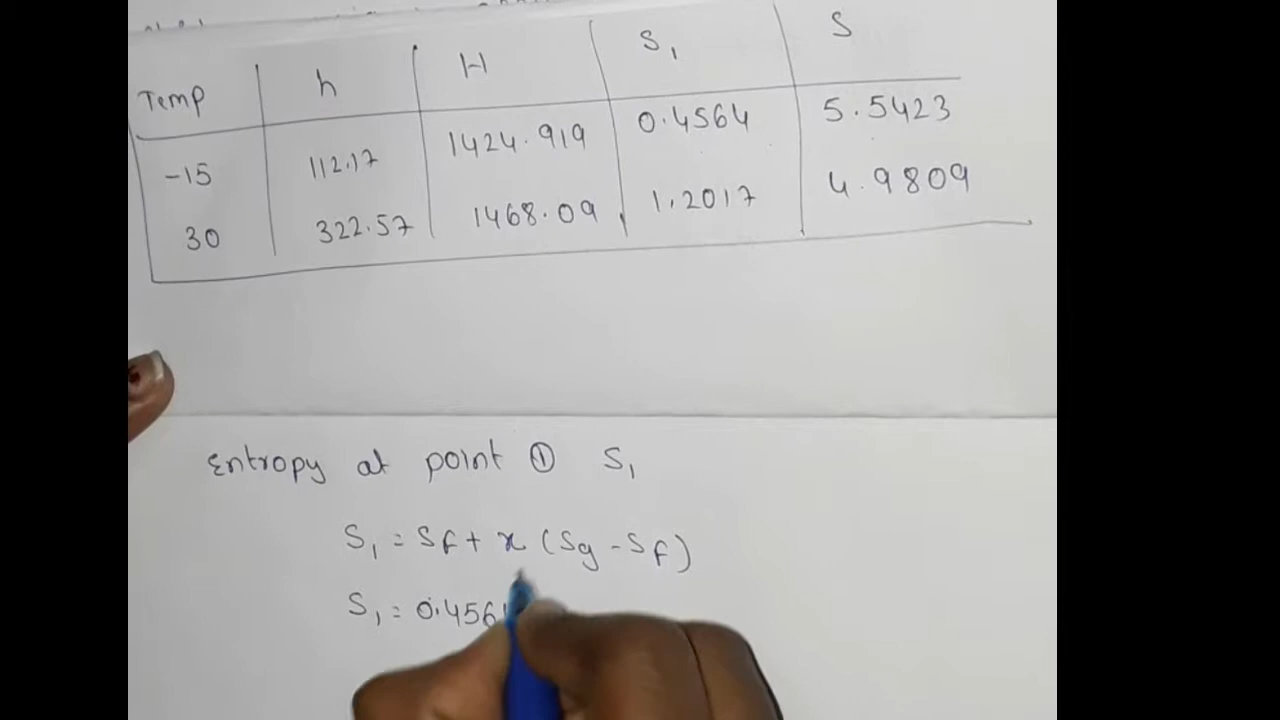 Temp h H S₁ S
-15 112.17 1424.919 0.4564 5.5423
30 322.57 1468.09 1.2017 4.9809
Entropy at point ① S₁
S₁ = Sf + x (Sg - Sf)
S₁ = 0.456